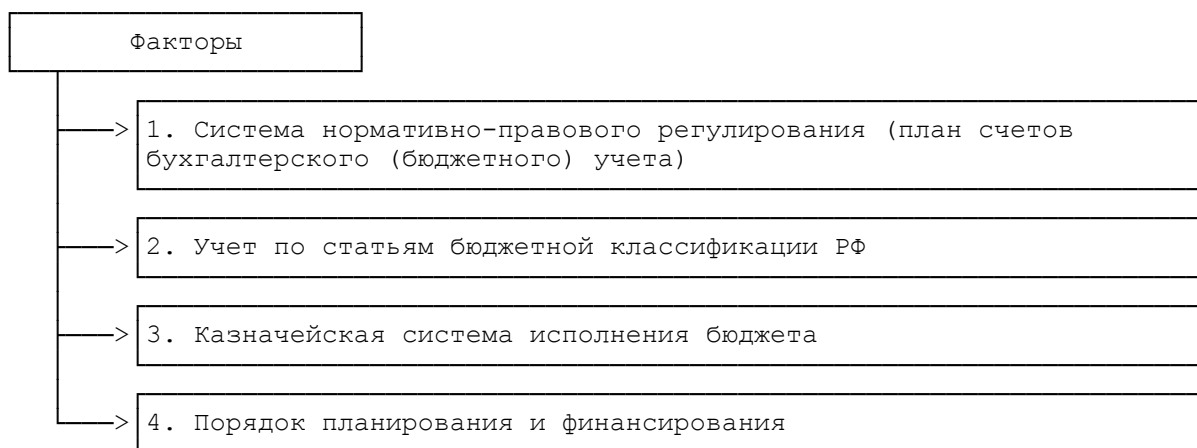 Факторы
1. Система нормативно-правового регулирования (план счетов
бухгалтерского (бюджетного) учета)
2. Учет по статьям бюджетной классификации РФ
3. Казначейская система исполнения бюджета
4. Порядок планирования и финансирования